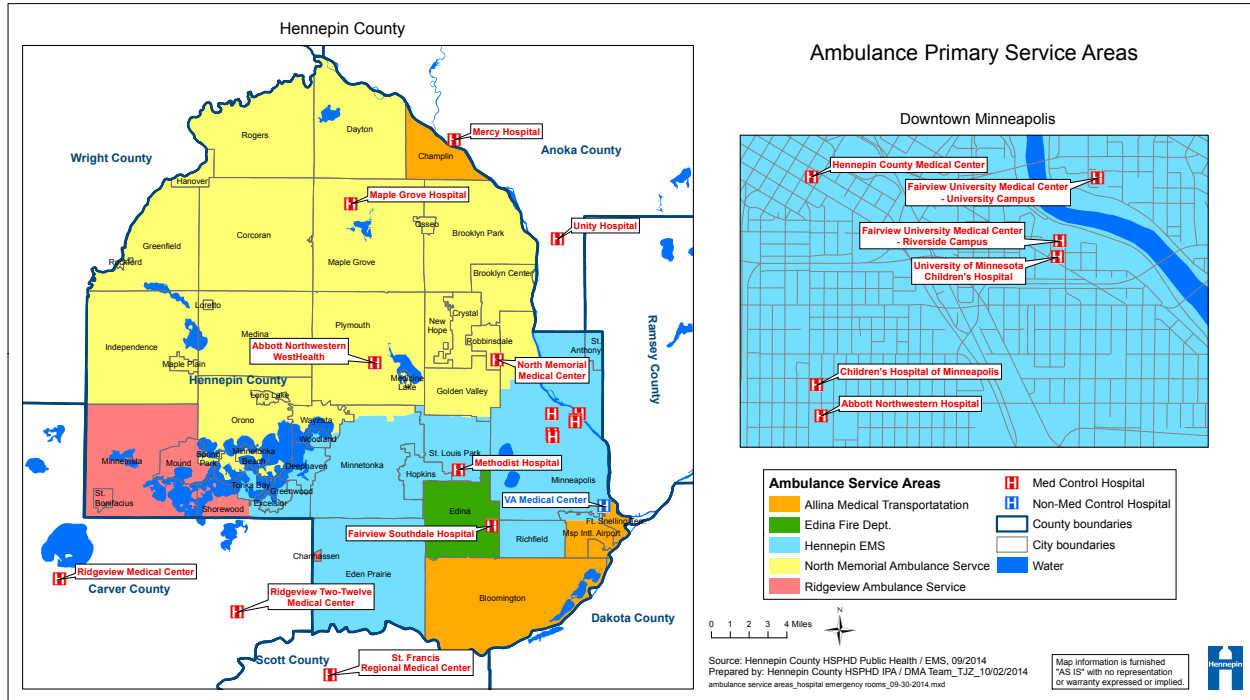 Hennepin County
Ambulance Primary Service Areas
Wright County
Anoka County
Ramsey County
Hennepin County
Carver County
Scott County
Dakota County
Rogers
Dayton
Champlin
Mercy Hospital
Hanover
Maple Grove Hospital
Corcoran
Osseo
Brooklyn Park
Unity Hospital
Greenfield
Rockford
Maple Grove
Brooklyn Center
Loretto
Medina
Plymouth
New
Hope
Crystal
Robbinsdale
St.
Anthony
Independence
Maple Plain
Abbott Northwestern
WestHealth
North Memorial
Medical Center
Medicine
Lake
Golden Valley
Long Lake
Orono
Wayzata
Woodland
Minnetrista
Mound
Spring
Park
Minnetonka
Beach
Deephaven
Minnetonka
St. Louis Park
Hopkins
Methodist Hospital
Minneapolis
St.
Bonifacius
Tonka Bay
Greenwood
Excelsior
Shorewood
VA Medical Center
Edina
Ft. Snelling Terr.
Msp Intl. Airport
Fairview Southdale Hospital
Richfield
Chanhassen
Eden Prairie
Bloomington
Ridgeview Medical Center
Ridgeview Two-Twelve
Medical Center
St. Francis
Regional Medical Center
Downtown Minneapolis
Hennepin County Medical Center
Fairview University Medical Center
- University Campus
Fairview University Medical Center
- Riverside Campus
University of Minnesota
Children's Hospital
Children's Hospital of Minneapolis
Abbott Northwestern Hospital
Ambulance Service Areas
Allina Medical Transportatation
Edina Fire Dept.
Hennepin EMS
North Memorial Ambulance Servce
Ridgeview Ambulance Service
H Med Control Hospital
H Non-Med Control Hospital
County boundaries
City boundaries
Water
0 1 2 3 4 Miles
N
Source: Hennepin County HSPHD Public Health / EMS, 09/2014
Prepared by: Hennepin County HSPHD IPA / DMA Team_TJZ_10/02/2014
ambulance service areas_hospital emergency rooms_09-30-2014.mxd
Map information is furnished
"AS IS" with no representation
or warranty expressed or implied.
Hennepin